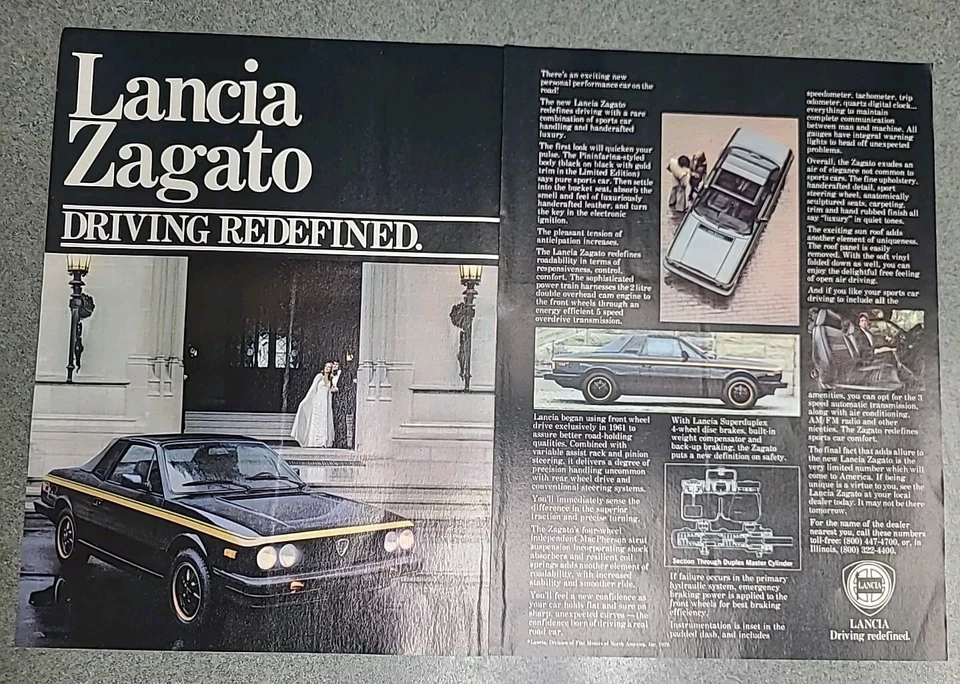 Lancia
Zagato
DRIVING REDEFINED.
There's an exciting new
personal performance car on the
road!
The new Lancia Zagato
redefines driving with a rare
combination of sports car
handling and handcrafted
luxury.
The first look will quicken your
pulse. The Pininfarina-styled
body (black on black with gold
trim in the Limited Edition)
says pure sports car. Then settle
into the bucket seat, absorb the
smell and feel of luxuriously
handcrafted leather, and turn
the key in the electronic
ignition.
The pleasant tension of
anticipation increases.
The Lancia Zagato redefines
roadability in terms of
responsiveness, control,
comfort. The sophisticated
power train harnesses the 2 litre
double overhead cam engine to
the front wheels through an
energy efficient 5 speed
overdrive transmission.
Lancia began using front wheel
drive exclusively in 1961 to
assure better road-holding
qualities. Combined with
variable assist rack and pinion
steering, it delivers a degree of
precision handling uncommon
with rear wheel drive and
conventional steering systems.
You'll immediately sense the
difference in the superior
traction and precise turning.
The Zagato's four-wheel
independent MacPherson strut
suspension incorporating shock
absorbers and resilient coil
springs adds another element of
roadability, with increased
stability and smoother ride.
You'll feel a new confidence as
your car holds flat and sure on
sharp, unexpected curves — the
confidence born of driving a real
road car.
With Lancia Superduplex
4-wheel disc brakes, built-in
weight compensator and
back-up braking, the Zagato
puts a new definition on safety.
Section Through Duplex Master Cylinder
If failure occurs in the primary
hydraulic system, emergency
braking power is applied to the
front wheels for best braking
efficiency.
Instrumentation is inset in the
padded dash, and includes
speedometer, tachometer, trip
odometer, quartz digital clock...
everything to maintain
complete communication
between man and machine. All
gauges have integral warning
lights to head off unexpected
problems.
Overall, the Zagato exudes an
air of elegance not common to
sports cars. The fine upholstery,
handcrafted detail, sport
steering wheel, anatomically
sculptured seats, carpeting,
trim and hand rubbed finish all
say "luxury" in quiet tones.
The exciting sun roof adds
another element of uniqueness.
The roof panel is easily
removed. With the soft vinyl
folded down as well, you can
enjoy the delightful free feeling
of open air driving.
And if you like your sports car
driving to include all the
amenities, you can opt for the 3
speed automatic transmission,
along with air conditioning,
AM/FM radio and other
niceties. The Zagato redefines
sports car comfort.
The final fact that adds allure to
the new Lancia Zagato is the
very limited number which will
come to America. If being
unique is a virtue to you, see the
Lancia Zagato at your local
dealer today. It may not be there
tomorrow.
For the name of the dealer
nearest you, call these numbers
toll-free: (800) 447-4700, or, in
Illinois, (800) 322-4400.
LANCIA
LANCIA
Driving redefined.
Lancia, Division of Fiat Motors of North America, Inc.